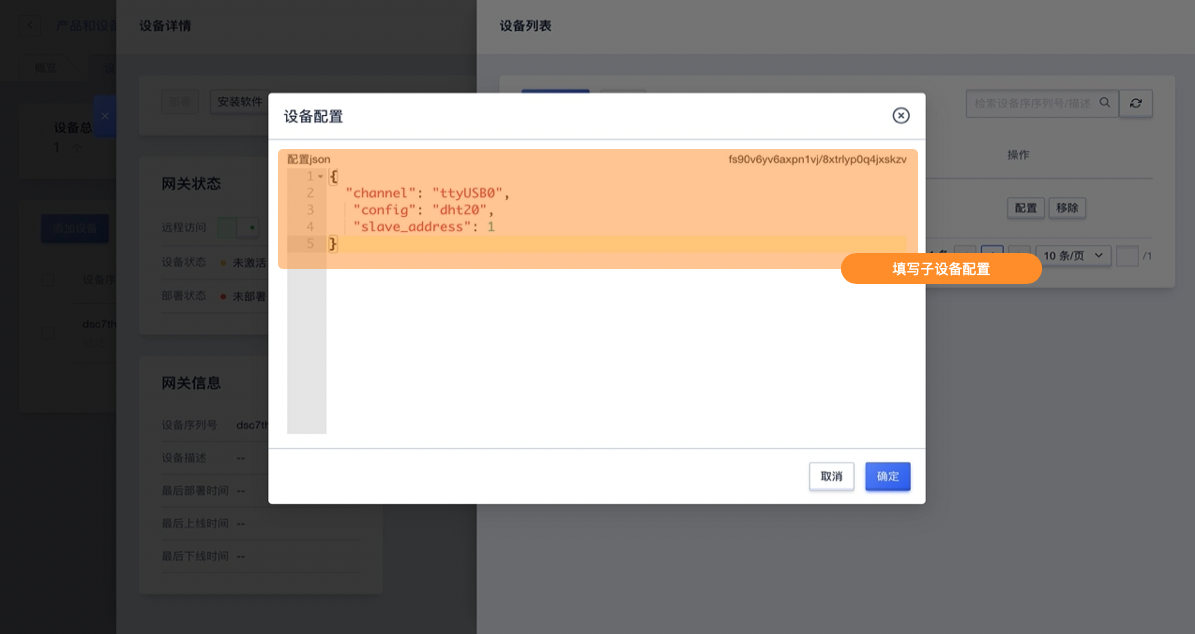 产品和设备
设备详情
设备列表
概览
设备总
1 个
部署
安装软件
检索设备序序列号/描述
设备配置
配置json
fs90v6yv6axpn1vj/8xtrlyp0q4jxskzv
1 {
2 "channel": "ttyUSB0",
3 "config": "dht20",
4 "slave_address": 1
5 }
填写子设备配置
取消
确定
操作
配置
移除
10 条/页
/1
网关状态
远程访问
设备状态 未激活
部署状态 未部署
添加设备
设备序
dsc7th
网关信息
设备序列号 dsc7th
设备描述 --
最后部署时间 --
最后上线时间 --
最后下线时间 --